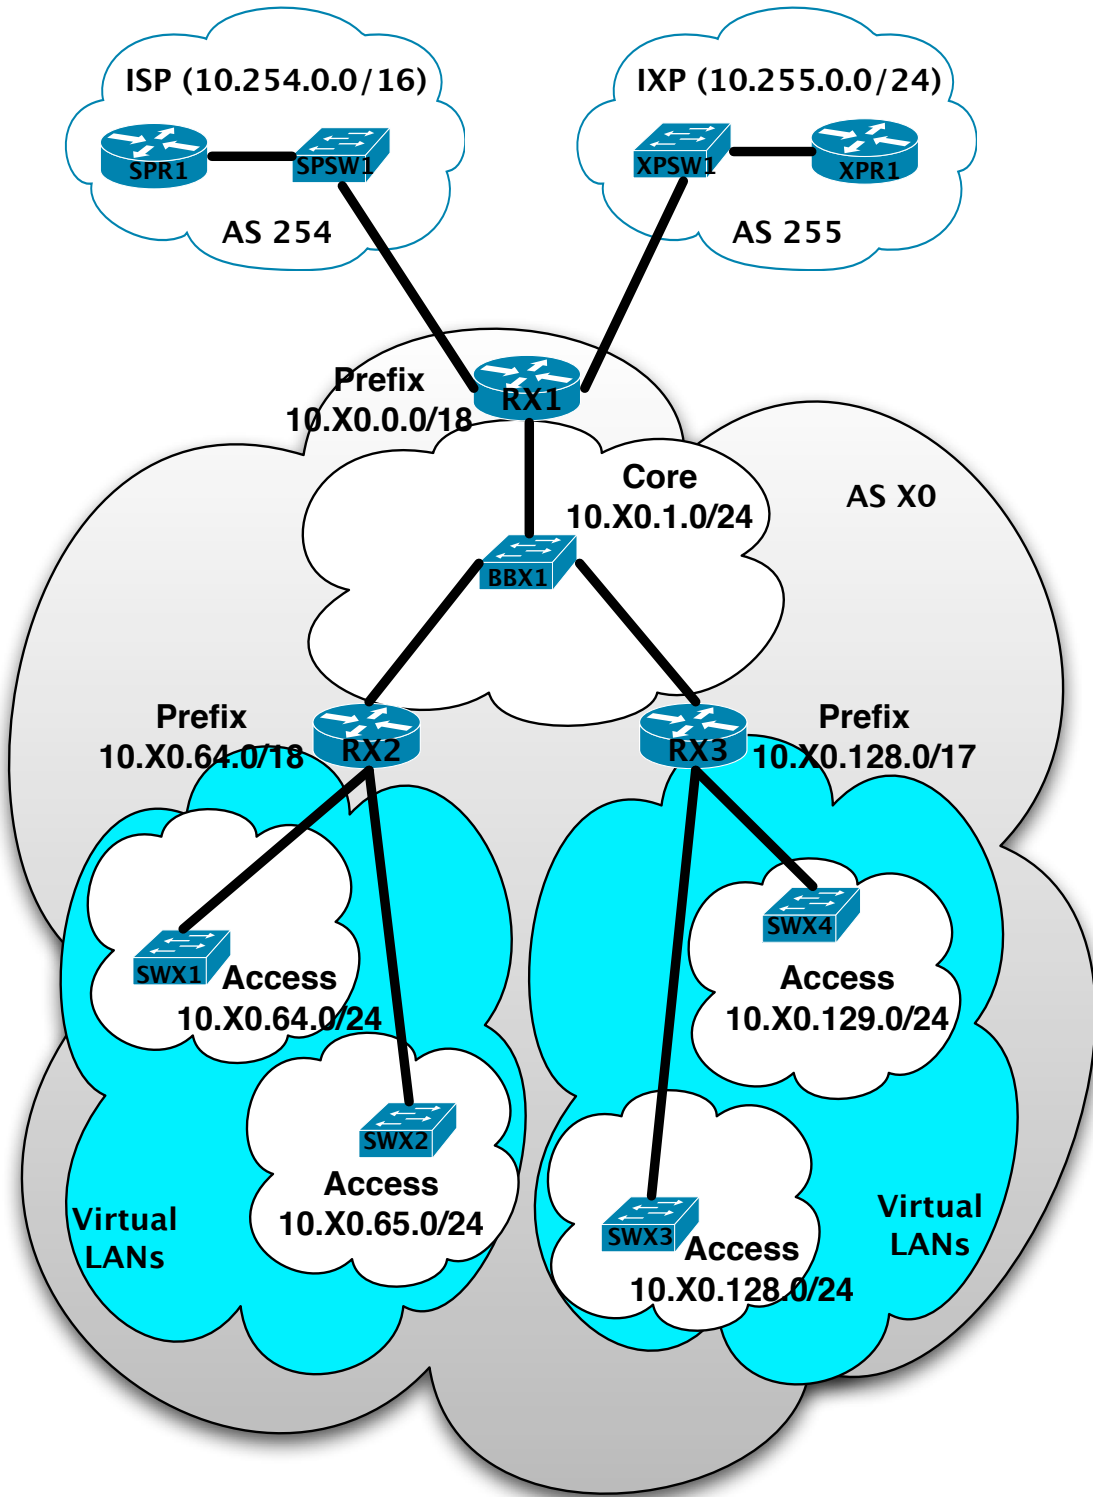 ISP (10.254.0.0/16)
SPR1
SPSW1
AS 254
IXP (10.255.0.0/24)
XPSW1
XPR1
AS 255
Prefix
10.X0.0.0/18
RX1
Core
10.X0.1.0/24
AS X0
BBX1
Prefix
10.X0.64.0/18
RX2
RX3
Prefix
10.X0.128.0/17
SWX1
Access
10.X0.64.0/24
SWX4
Access
10.X0.129.0/24
SWX2
Access
10.X0.65.0/24
Virtual
LANs
SWX3
Access
10.X0.128.0/24
Virtual
LANs